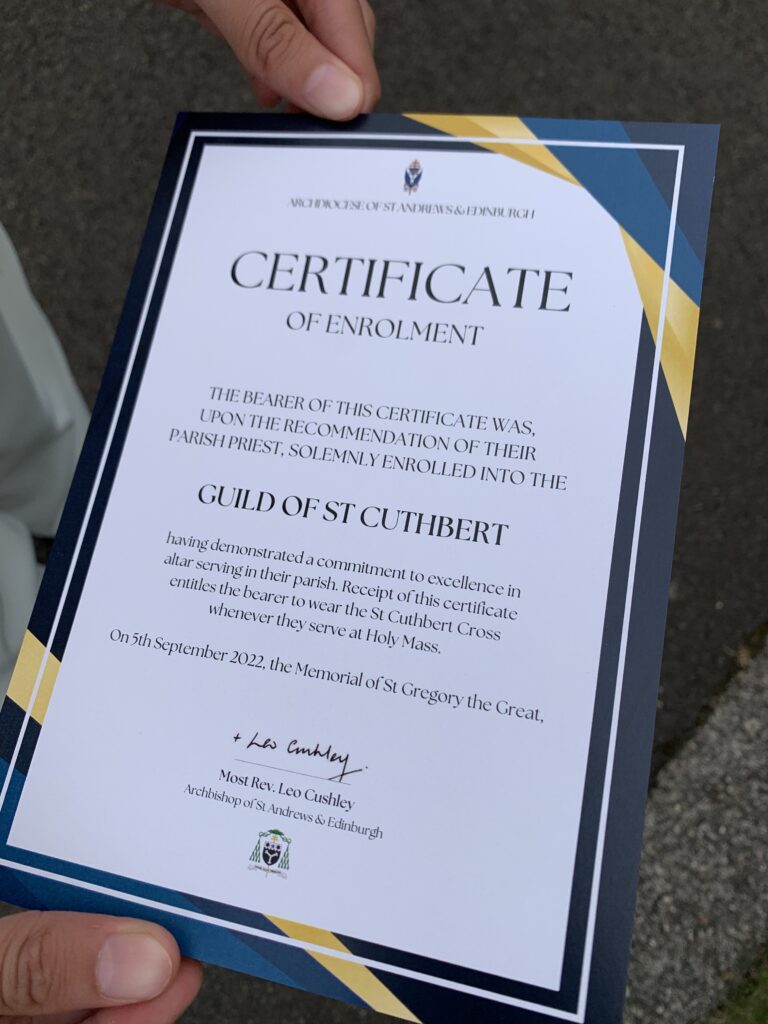 ARCHDIOCESE OF ST ANDREWS & EDINBURGH
CERTIFICATE
OF ENROLMENT
THE BEARER OF THIS CERTIFICATE WAS,
UPON THE RECOMMENDATION OF THEIR
PARISH PRIEST, SOLEMNLY ENROLLED INTO THE
GUILD OF ST CUTHBERT
having demonstrated a commitment to excellence in
altar serving in their parish. Receipt of this certificate
entitles the bearer to wear the St Cuthbert Cross
whenever they serve at Holy Mass.
On 5th September 2022, the Memorial of St Gregory the Great,
+ Leo Cushley
Most Rev. Leo Cushley
Archbishop of St Andrews & Edinburgh